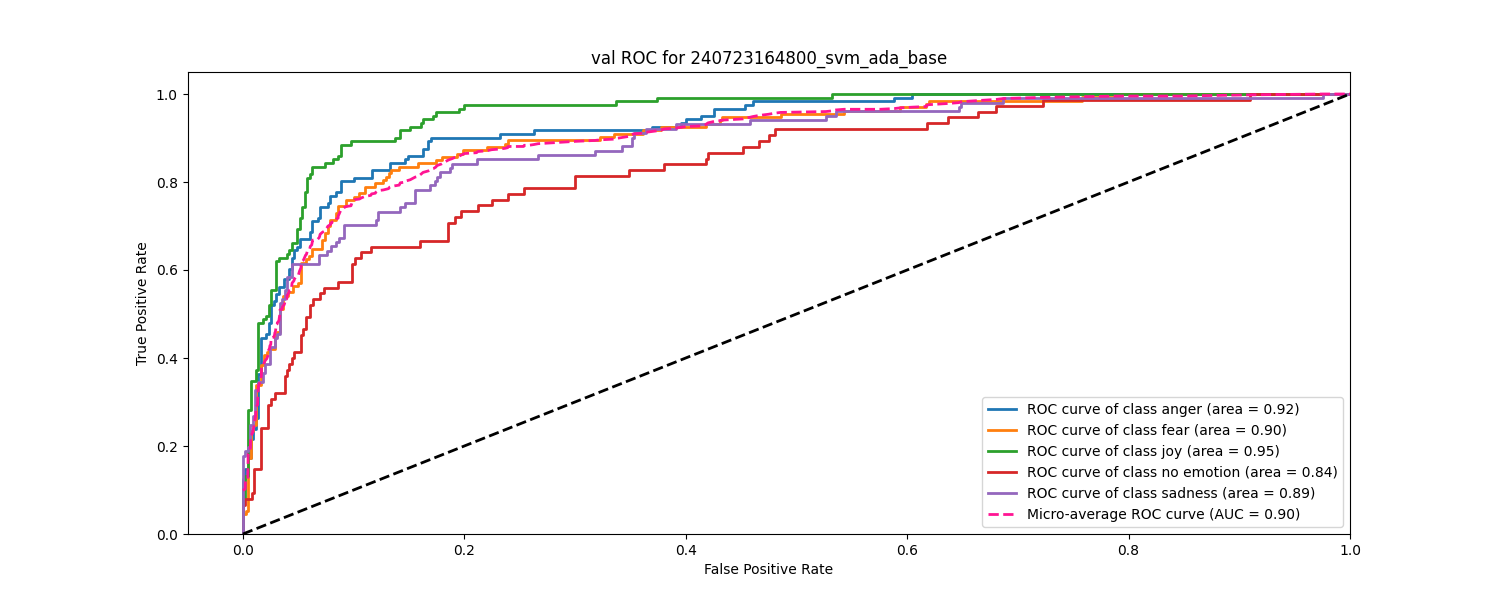 val ROC for 240723164800_svm_ada_base
True Positive Rate
1.0
0.8
0.6
0.4
0.2
0.0
ROC curve of class anger (area = 0.92)
ROC curve of class fear (area = 0.90)
ROC curve of class joy (area = 0.95)
ROC curve of class no emotion (area = 0.84)
ROC curve of class sadness (area = 0.89)
Micro-average ROC curve (AUC = 0.90)
0.0 0.2 0.4 0.6 0.8 1.0
False Positive Rate